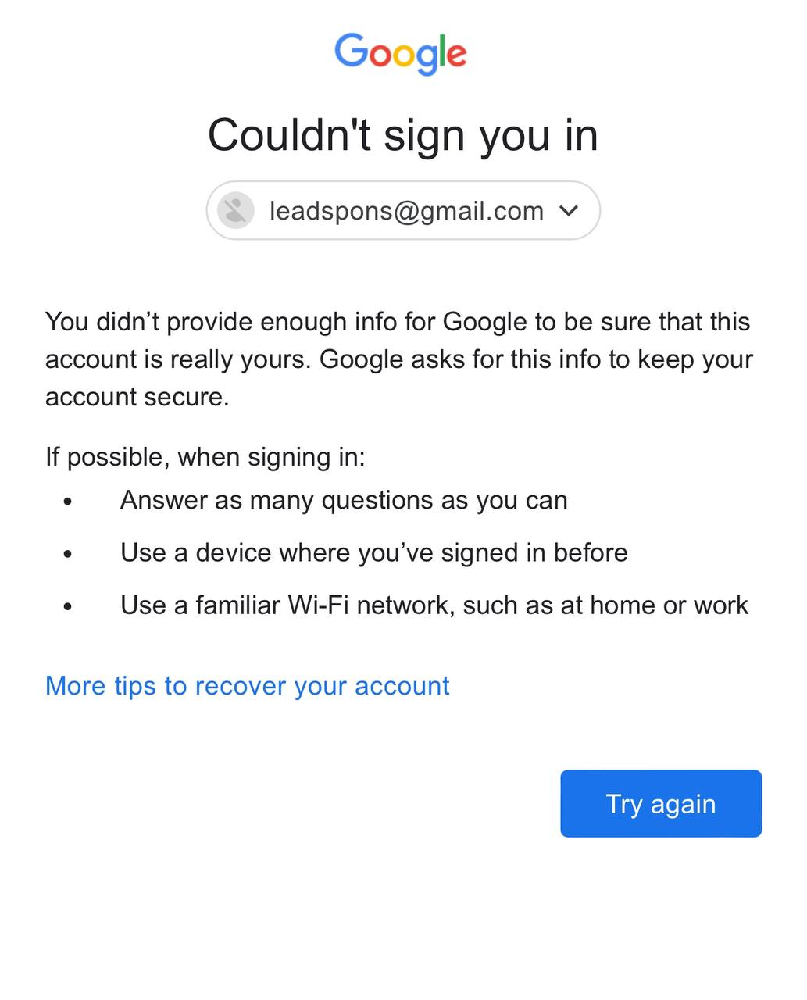 Google
Couldn't sign you in
leadspons@gmail.com
You didn’t provide enough info for Google to be sure that this
account is really yours. Google asks for this info to keep your
account secure.
If possible, when signing in:
• Answer as many questions as you can
• Use a device where you’ve signed in before
• Use a familiar Wi-Fi network, such as at home or work
More tips to recover your account
Try again